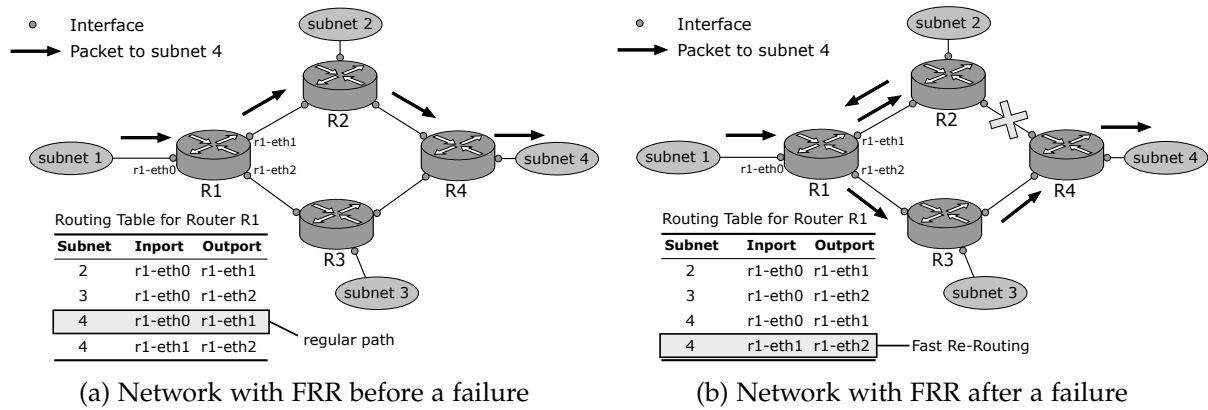 Interface
Packet to subnet 4
subnet 2
R2
r1-eth1
subnet 1
r1-eth0
R1
r1-eth2
R4
subnet 4
R3
subnet 3
Routing Table for Router R1
Subnet Inport Outport
2 r1-eth0 r1-eth1
3 r1-eth0 r1-eth2
4 r1-eth0 r1-eth1
4 r1-eth1 r1-eth2
regular path
(a) Network with FRR before a failure
Interface
Packet to subnet 4
subnet 2
R2
r1-eth1
subnet 1
r1-eth0
R1
r1-eth2
R4
subnet 4
R3
subnet 3
Routing Table for Router R1
Subnet Inport Outport
2 r1-eth0 r1-eth1
3 r1-eth0 r1-eth2
4 r1-eth0 r1-eth1
4 r1-eth1 r1-eth2
Fast Re-Routing
(b) Network with FRR after a failure